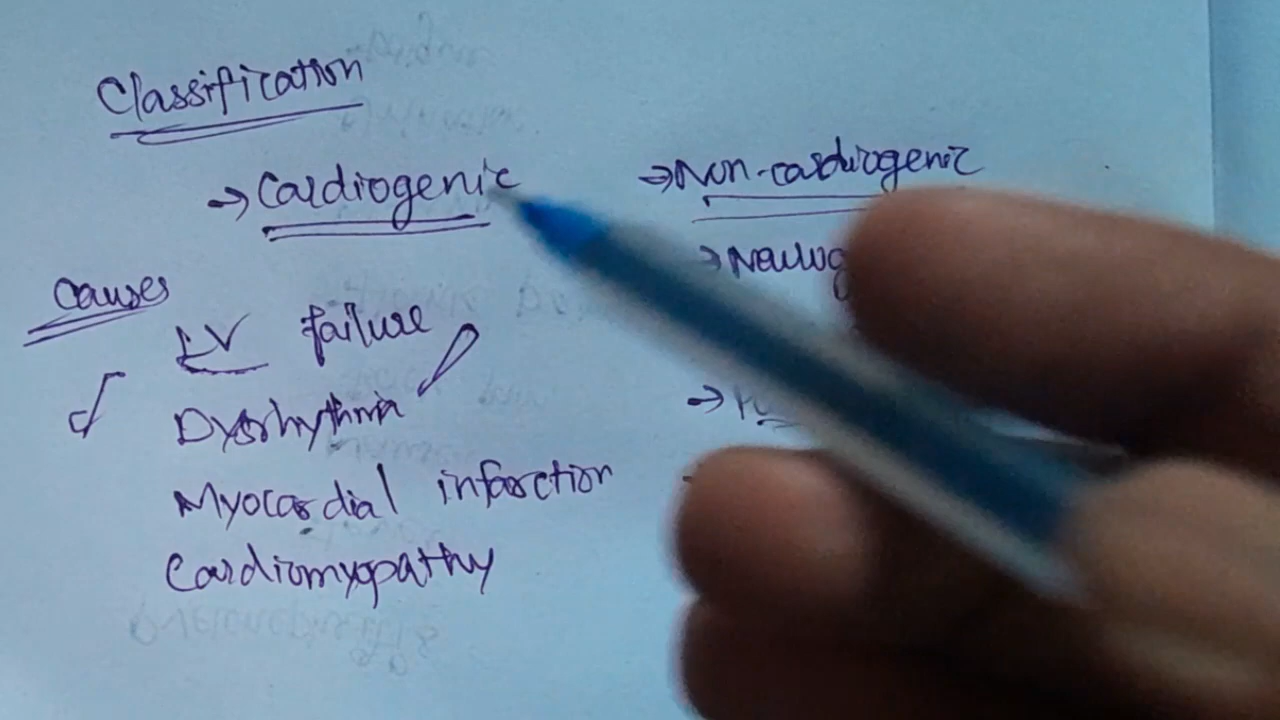 Classification
→ Cardiogenic
→ Non-cardiogenic
Causes
LV failure
Dysrhythmia
Myocardial infarction
Cardiomyopathy